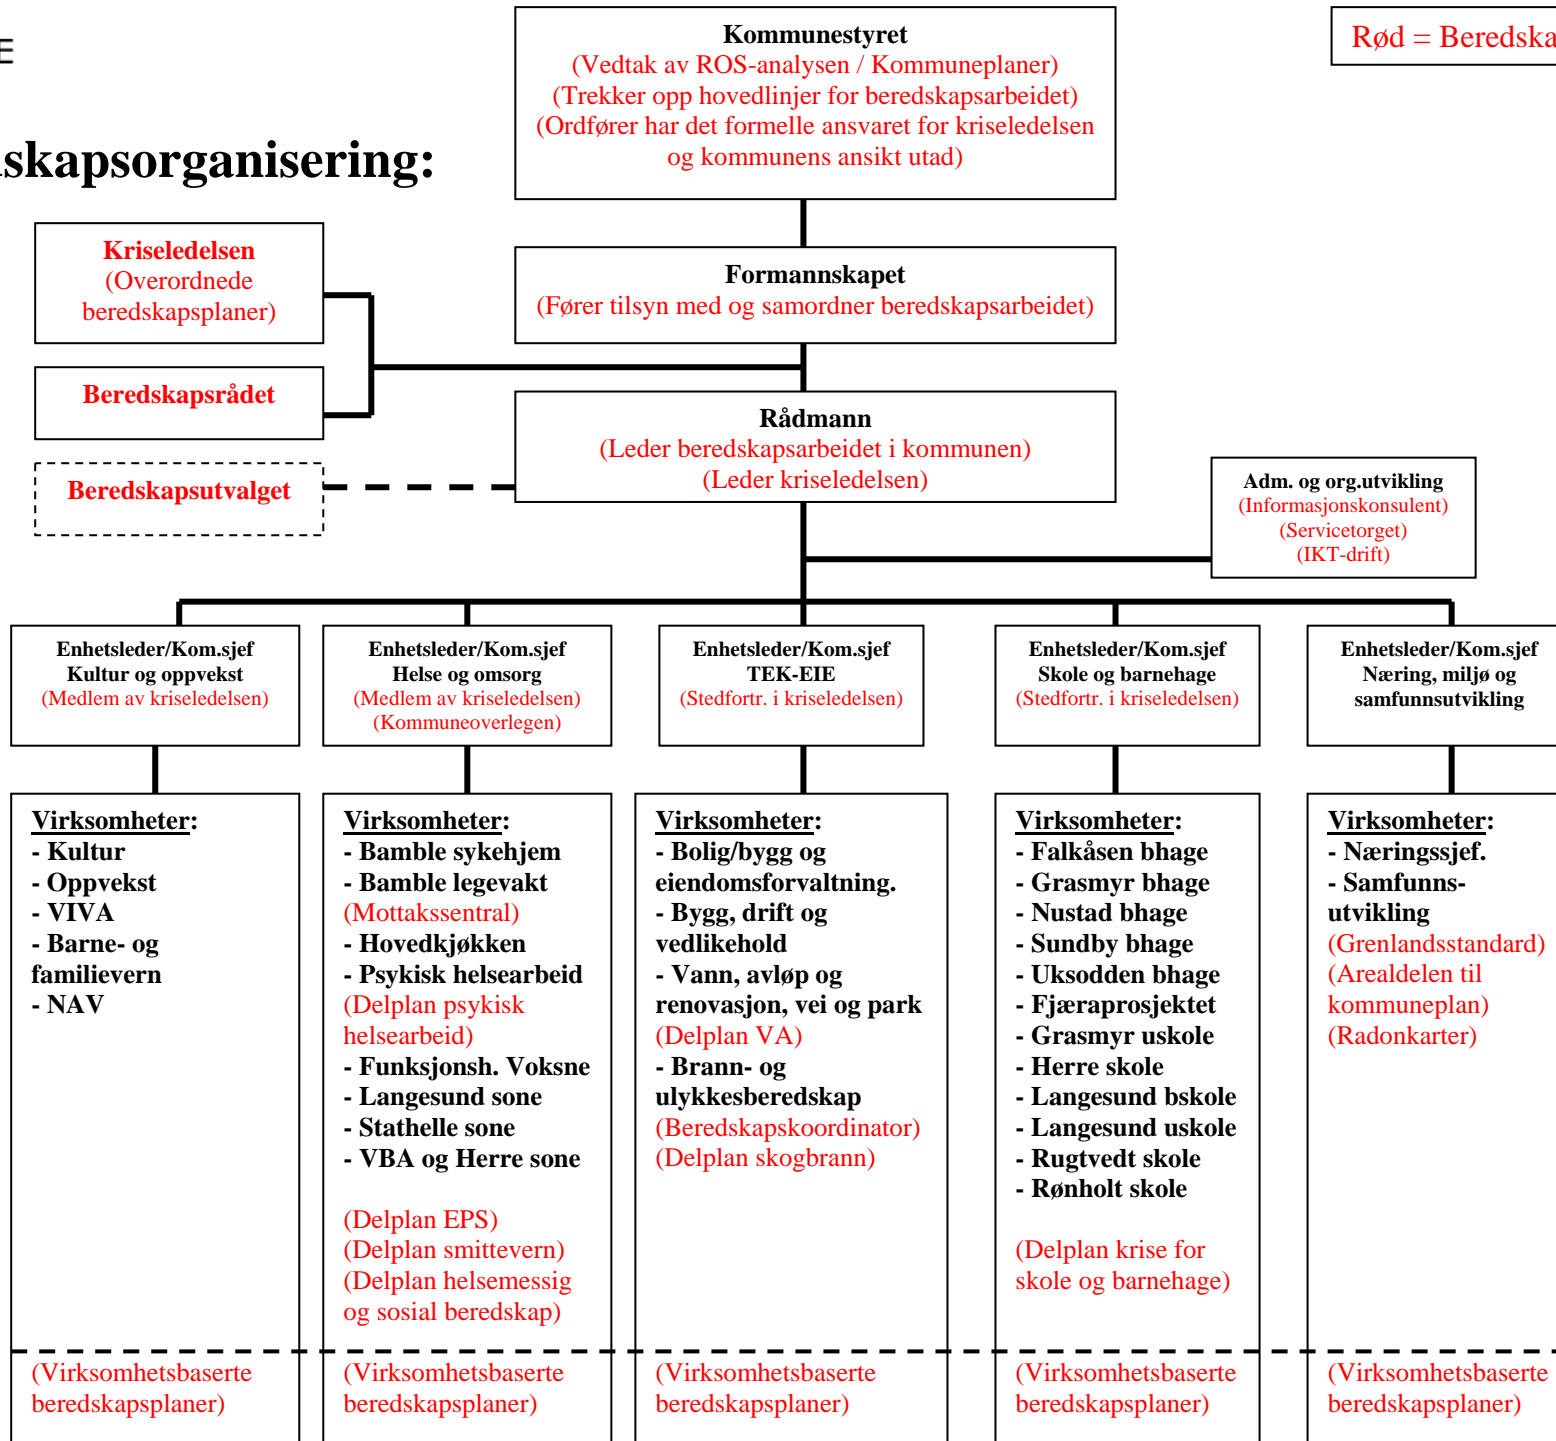 E
Kommunestyret
(Vedtak av ROS-analysen / Kommuneplaner)
(Trekker opp hovedlinjer for beredskapsarbeidet)
(Ordfører har det formelle ansvaret for kriseledelsen
og kommunens ansikt utad)
Rød = Beredska
skapsorganisering:
Kriseledelsen
(Overordnede
beredskapsplaner)
Formannskapet
(Fører tilsyn med og samordner beredskapsarbeidet)
Beredskapsrådet
Rådmann
(Leder beredskapsarbeidet i kommunen)
(Leder kriseledelsen)
Beredskapsutvalget
Adm. og org.utvikling
(Informasjonskonsulent)
(Servicetorget)
(IKT-drift)
Enhetsleder/Kom.sjef
Kultur og oppvekst
(Medlem av kriseledelsen)
Enhetsleder/Kom.sjef
Helse og omsorg
(Medlem av kriseledelsen)
(Kommuneoverlegen)
Enhetsleder/Kom.sjef
TEK-EIE
(Stedfortr. i kriseledelsen)
Enhetsleder/Kom.sjef
Skole og barnehage
(Stedfortr. i kriseledelsen)
Enhetsleder/Kom.sjef
Næring, miljø og
samfunnsutvikling
Virksomheter:
- Kultur
- Oppvekst
- VIVA
- Barne- og
familievern
- NAV
(Virksomhetsbaserte
beredskapsplaner)
Virksomheter:
- Bamble sykehjem
- Bamble legevakt
(Mottakssentral)
- Hovedkjøkken
- Psykisk helsearbeid
(Delplan psykisk
helsearbeid)
- Funksjonsh. Voksne
- Langesund sone
- Stathelle sone
- VBA og Herre sone
(Delplan EPS)
(Delplan smittevern)
(Delplan helsemessig
og sosial beredskap)
(Virksomhetsbaserte
beredskapsplaner)
Virksomheter:
- Bolig/bygg og
eiendomsforvaltning.
- Bygg, drift og
vedlikehold
- Vann, avløp og
renovasjon, vei og park
(Delplan VA)
- Brann- og
ulykkesberedskap
(Beredskapskoordinator)
(Delplan skogbrann)
(Virksomhetsbaserte
beredskapsplaner)
Virksomheter:
- Falkåsen bhage
- Grasmyr bhage
- Nustad bhage
- Sundby bhage
- Uksodden bhage
- Fjæraprosjektet
- Grasmyr uskole
- Herre skole
- Langesund bskole
- Langesund uskole
- Rugtvedt skole
- Rønholt skole
(Delplan krise for
skole og barnehage)
(Virksomhetsbaserte
beredskapsplaner)
Virksomheter:
- Næringssjef.
- Samfunns-
utvikling
(Grenlandsstandard)
(Arealdelen til
kommuneplan)
(Radonkarter)
(Virksomhetsbaserte
beredskapsplaner)